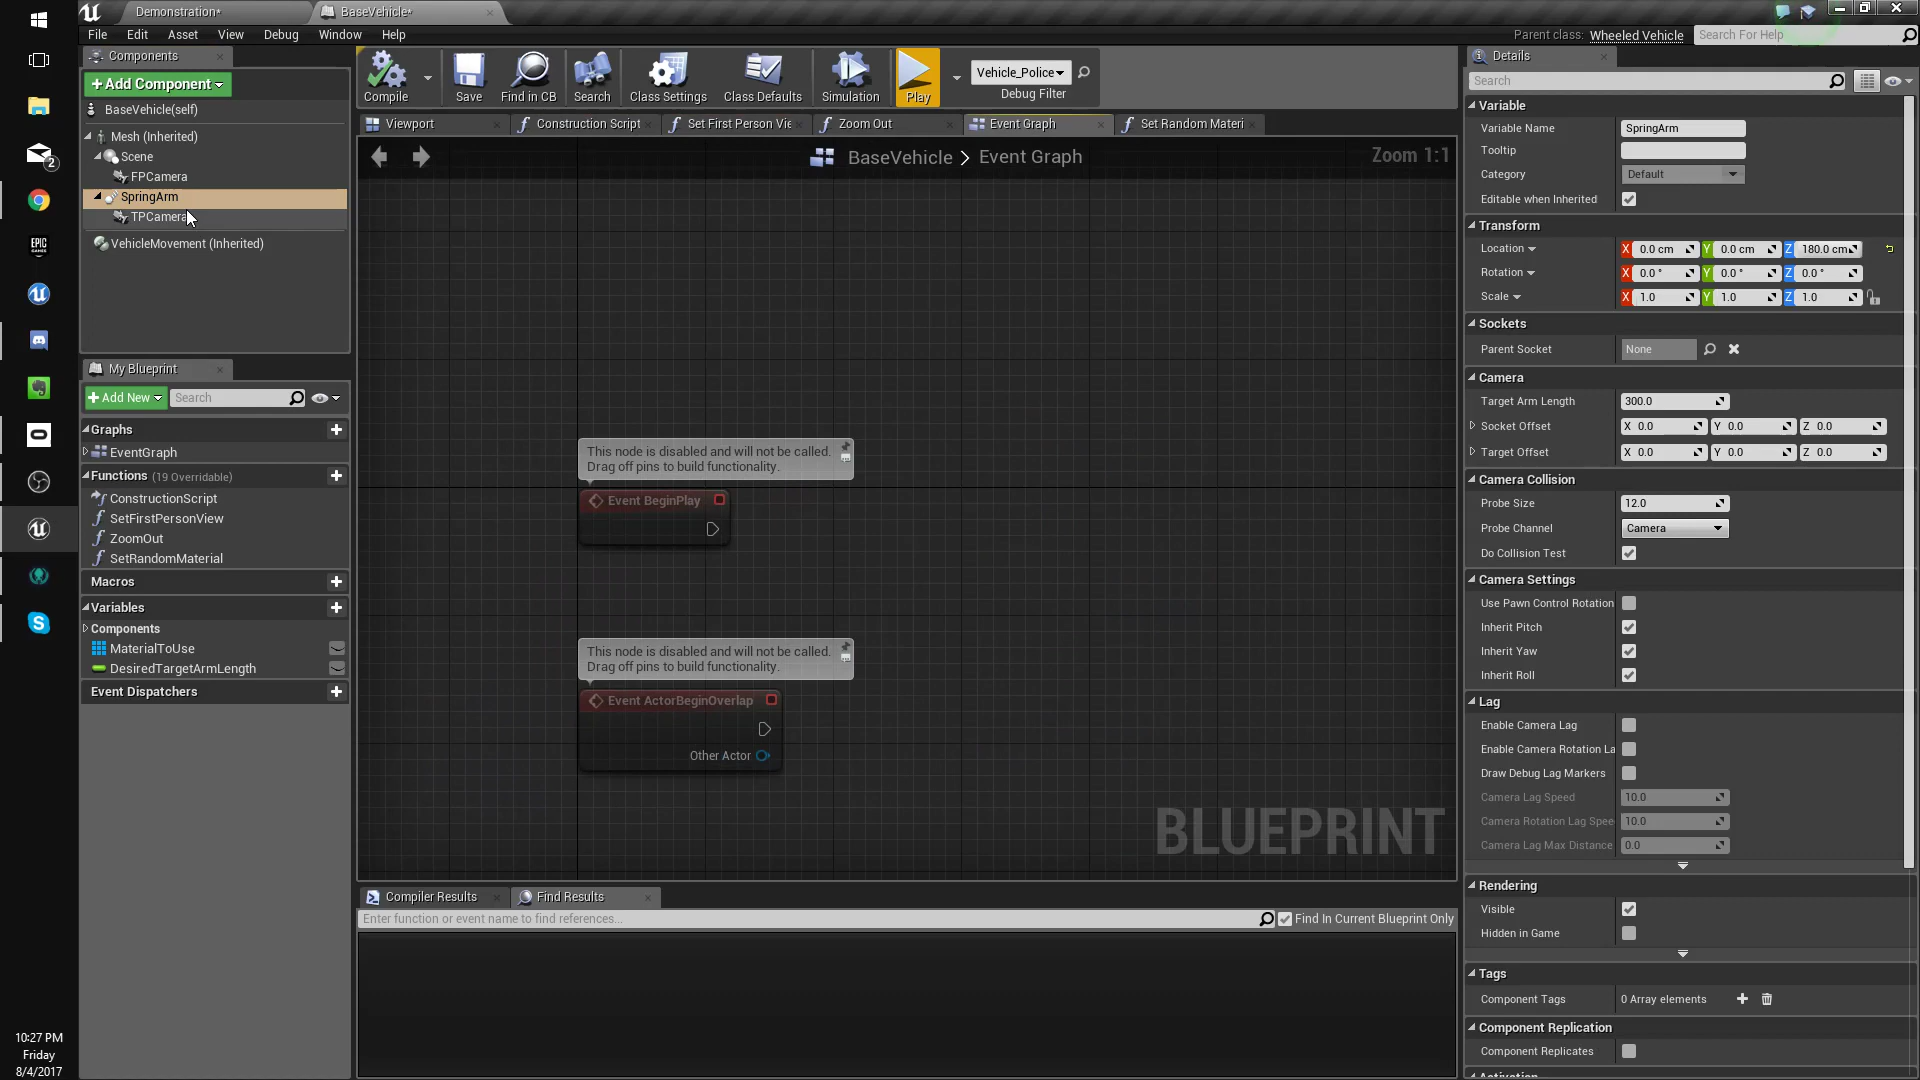 Demonstration*
BaseVehicle*
File Edit Asset View Debug Window Help
Parent class: Wheeled Vehicle
Search For Help
Components
Add Component
BaseVehicle(self)
Mesh (Inherited)
Scene
FPCamera
SpringArm
TPCamera
VehicleMovement (Inherited)
My Blueprint
Add New
Search
Graphs
EventGraph
Functions (19 Overridable)
ConstructionScript
SetFirstPersonView
ZoomOut
SetRandomMaterial
Macros
Variables
Components
MaterialToUse
DesiredTargetArmLength
Event Dispatchers
Compile
Save
Find in CB
Search
Class Settings
Class Defaults
Simulation
Play
Vehicle_Police
Debug Filter
Viewport
Construction Script
Set First Person Vie
Zoom Out
Event Graph
Set Random Materi
BaseVehicle > Event Graph
Zoom 1:1
This node is disabled and will not be called.
Drag off pins to build functionality.
Event BeginPlay
This node is disabled and will not be called.
Drag off pins to build functionality.
Event ActorBeginOverlap
Other Actor
BLUEPRINT
Compiler Results
Find Results
Enter function or event name to find references...
Find In Current Blueprint Only
Details
Search
Variable
Variable Name SpringArm
Tooltip
Category Default
Editable when Inherited
Transform
Location X 0.0 cm Y 0.0 cm Z 180.0 cm
Rotation X 0.0 ° Y 0.0 ° Z 0.0 °
Scale X 1.0 Y 1.0 Z 1.0
Sockets
Parent Socket None
Camera
Target Arm Length 300.0
Socket Offset X 0.0 Y 0.0 Z 0.0
Target Offset X 0.0 Y 0.0 Z 0.0
Camera Collision
Probe Size 12.0
Probe Channel Camera
Do Collision Test
Camera Settings
Use Pawn Control Rotation
Inherit Pitch
Inherit Yaw
Inherit Roll
Lag
Enable Camera Lag
Enable Camera Rotation La
Draw Debug Lag Markers
Camera Lag Speed 10.0
Camera Rotation Lag Spee 10.0
Camera Lag Max Distance 0.0
Rendering
Visible
Hidden in Game
Tags
Component Tags 0 Array elements
Component Replication
Component Replicates
Activation
2
EPIC
GAMES
10:27 PM
Friday
8/4/2017